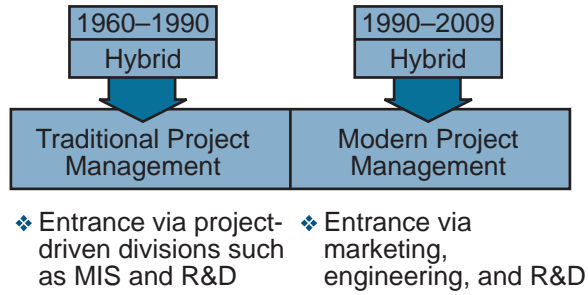 1960–1990
Hybrid
1990–2009
Hybrid
Traditional Project
Management
Modern Project
Management
❖ Entrance via project-
driven divisions such
as MIS and R&D
❖ Entrance via
marketing,
engineering, and R&D